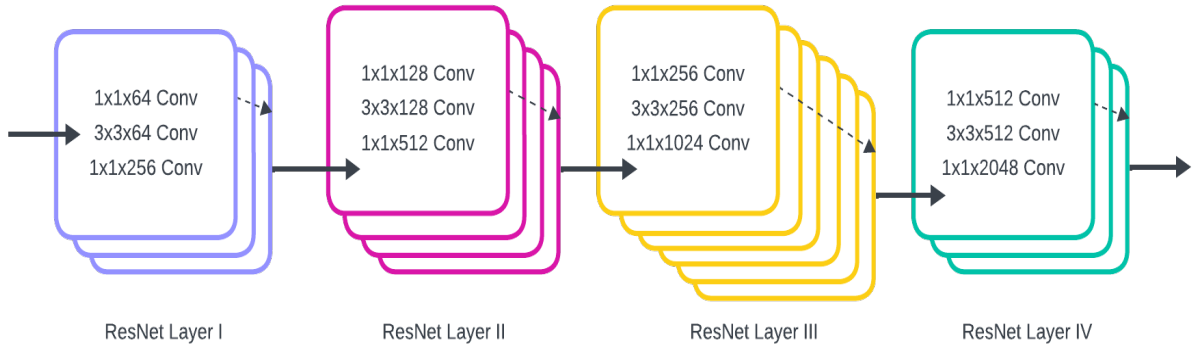 1x1x64 Conv
3x3x64 Conv
1x1x256 Conv
ResNet Layer I
1x1x128 Conv
3x3x128 Conv
1x1x512 Conv
ResNet Layer II
1x1x256 Conv
3x3x256 Conv
1x1x1024 Conv
ResNet Layer III
1x1x512 Conv
3x3x512 Conv
1x1x2048 Conv
ResNet Layer IV